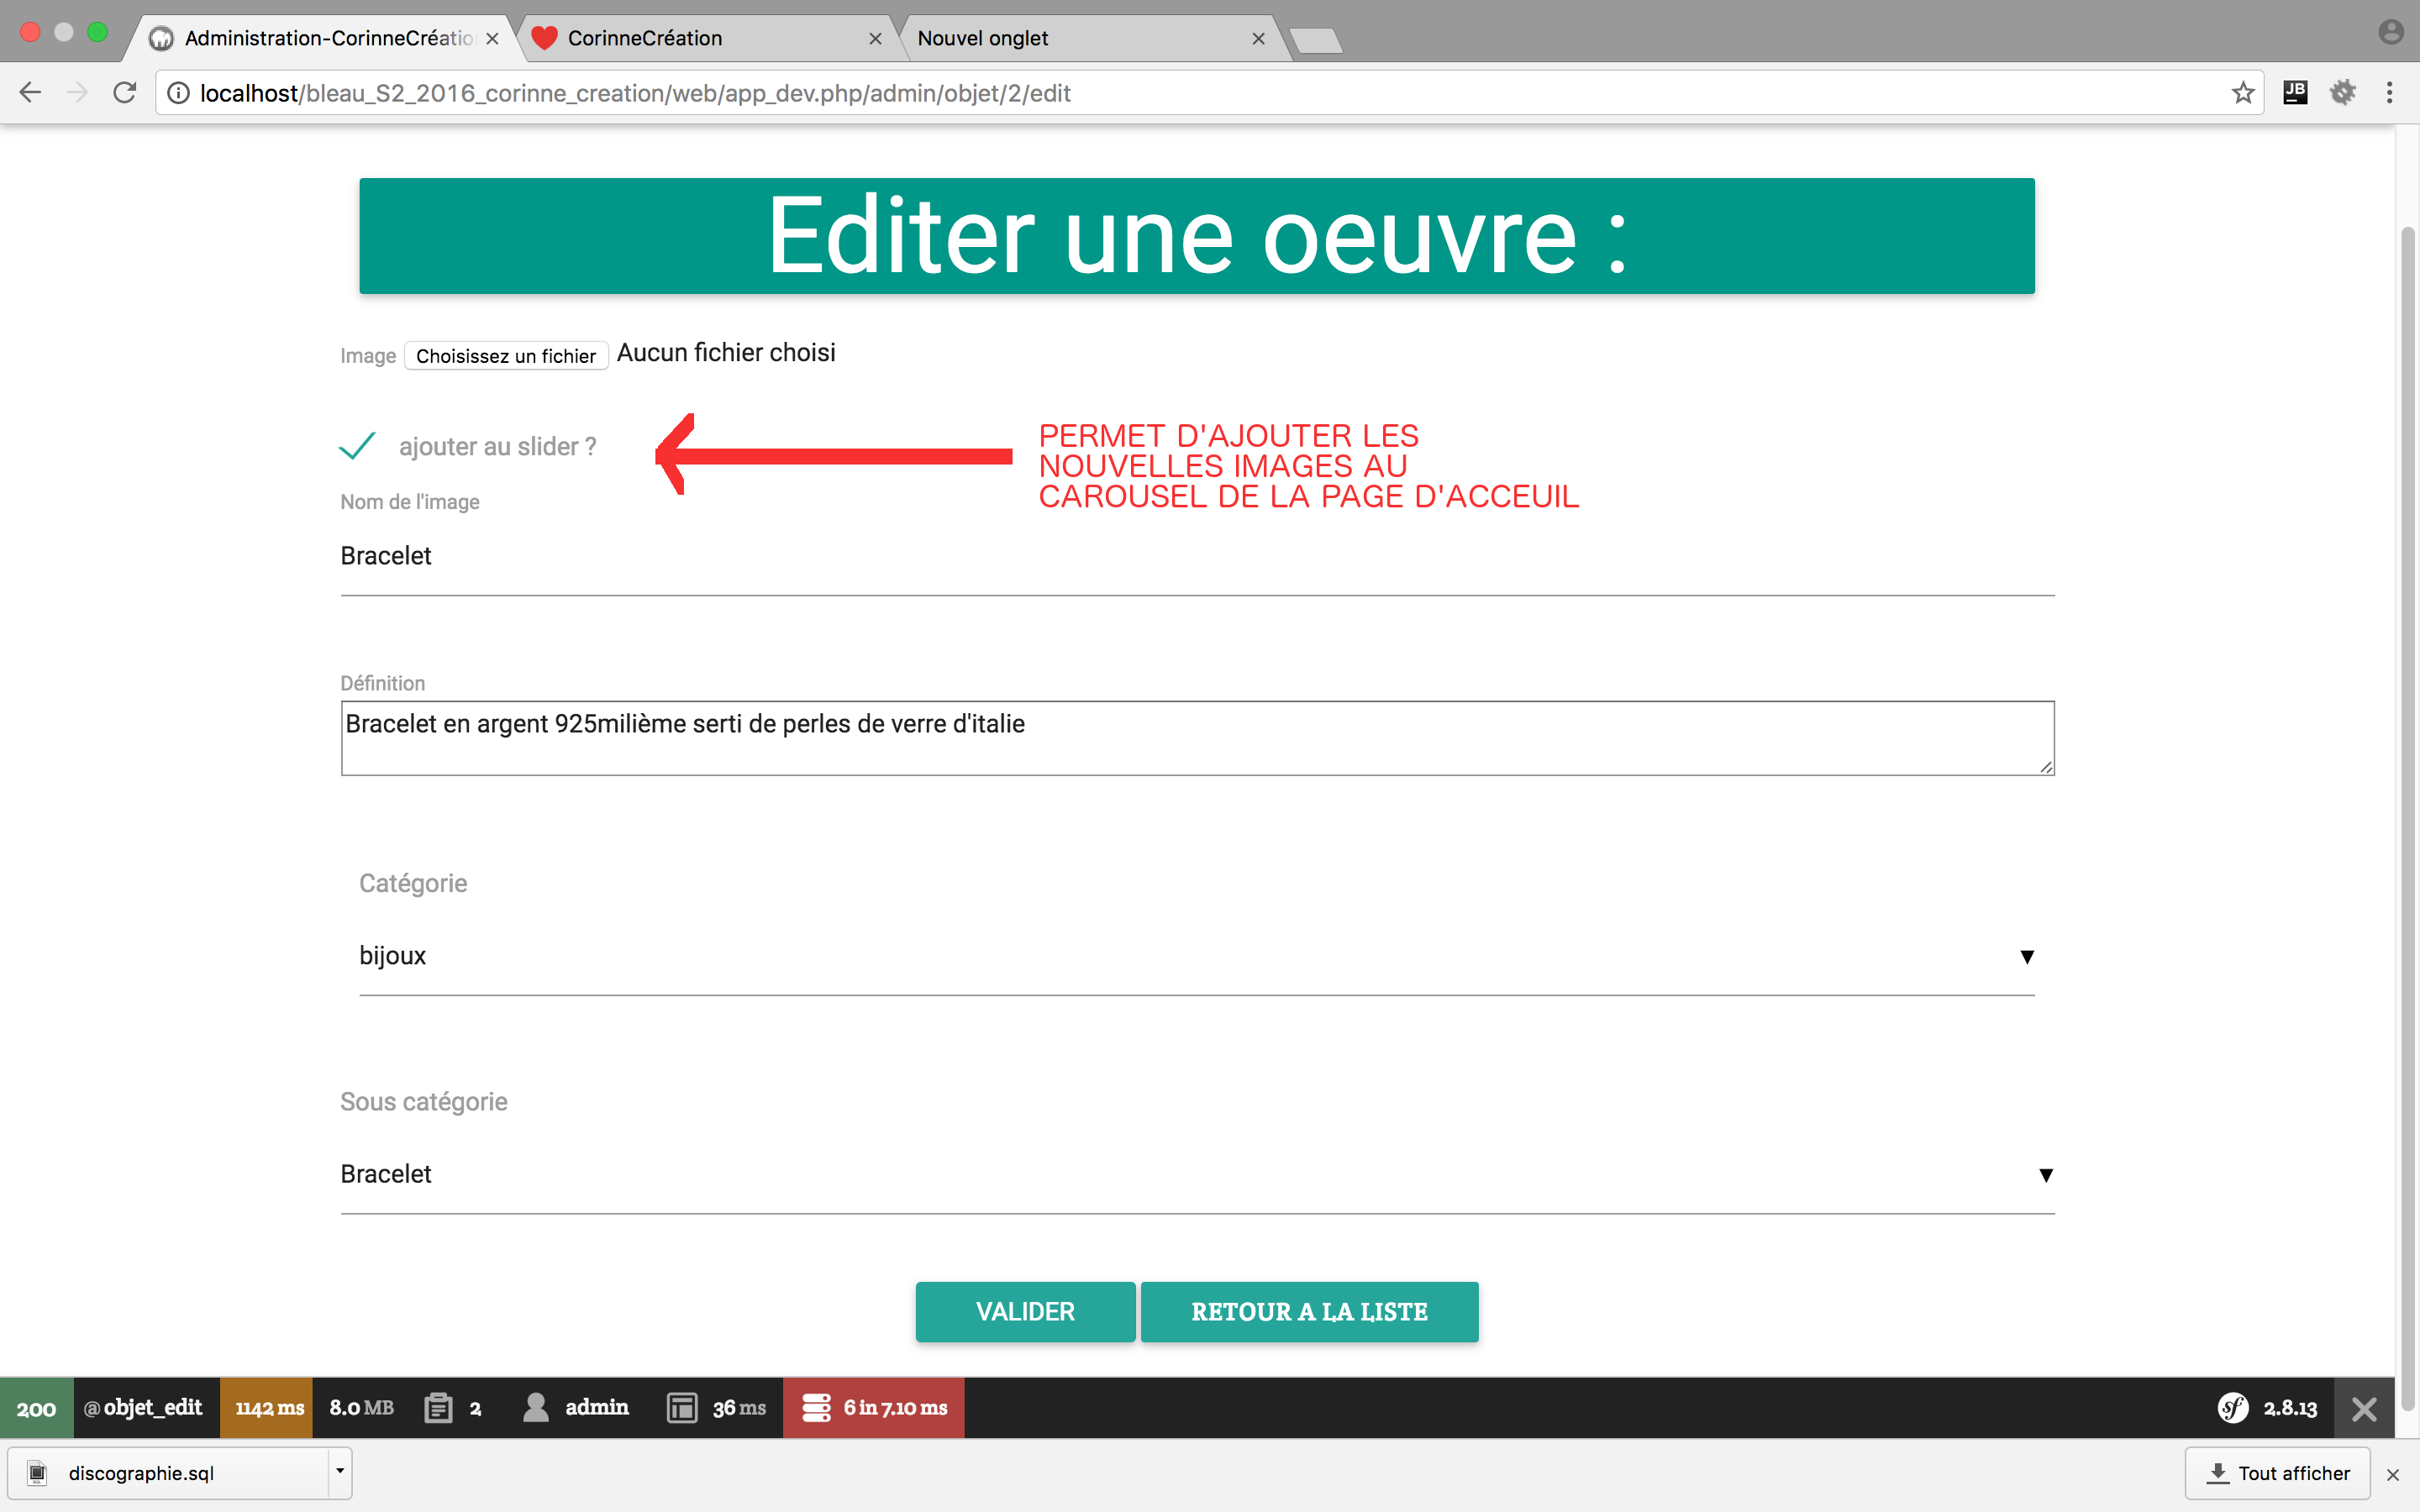 Administration-CorinneCréatio
CorinneCréation
Nouvel onglet
localhost/bleau_S2_2016_corinne_creation/web/app_dev.php/admin/objet/2/edit
JB
Editer une oeuvre :
Image Choisissez un fichier Aucun fichier choisi
ajouter au slider ?
PERMET D'AJOUTER LES
NOUVELLES IMAGES AU
CAROUSEL DE LA PAGE D'ACCEUIL
Nom de l'image
Bracelet
Définition
Bracelet en argent 925milième serti de perles de verre d'italie
Catégorie
bijoux
Sous catégorie
Bracelet
VALIDER
RETOUR A LA LISTE
200 @ objet_edit 1142 ms 8.0 MB 2 admin 36 ms 6 in 7.10 ms sf 2.8.13
discographie.sql
Tout afficher